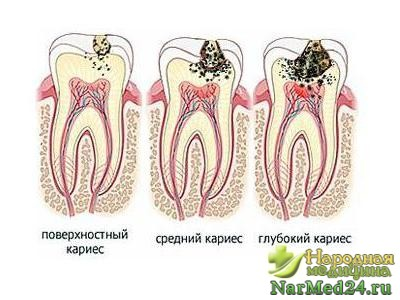 поверхностный
кариес
средний кариес
глубокий кариес
Народная
медицина
NarMed24.ru